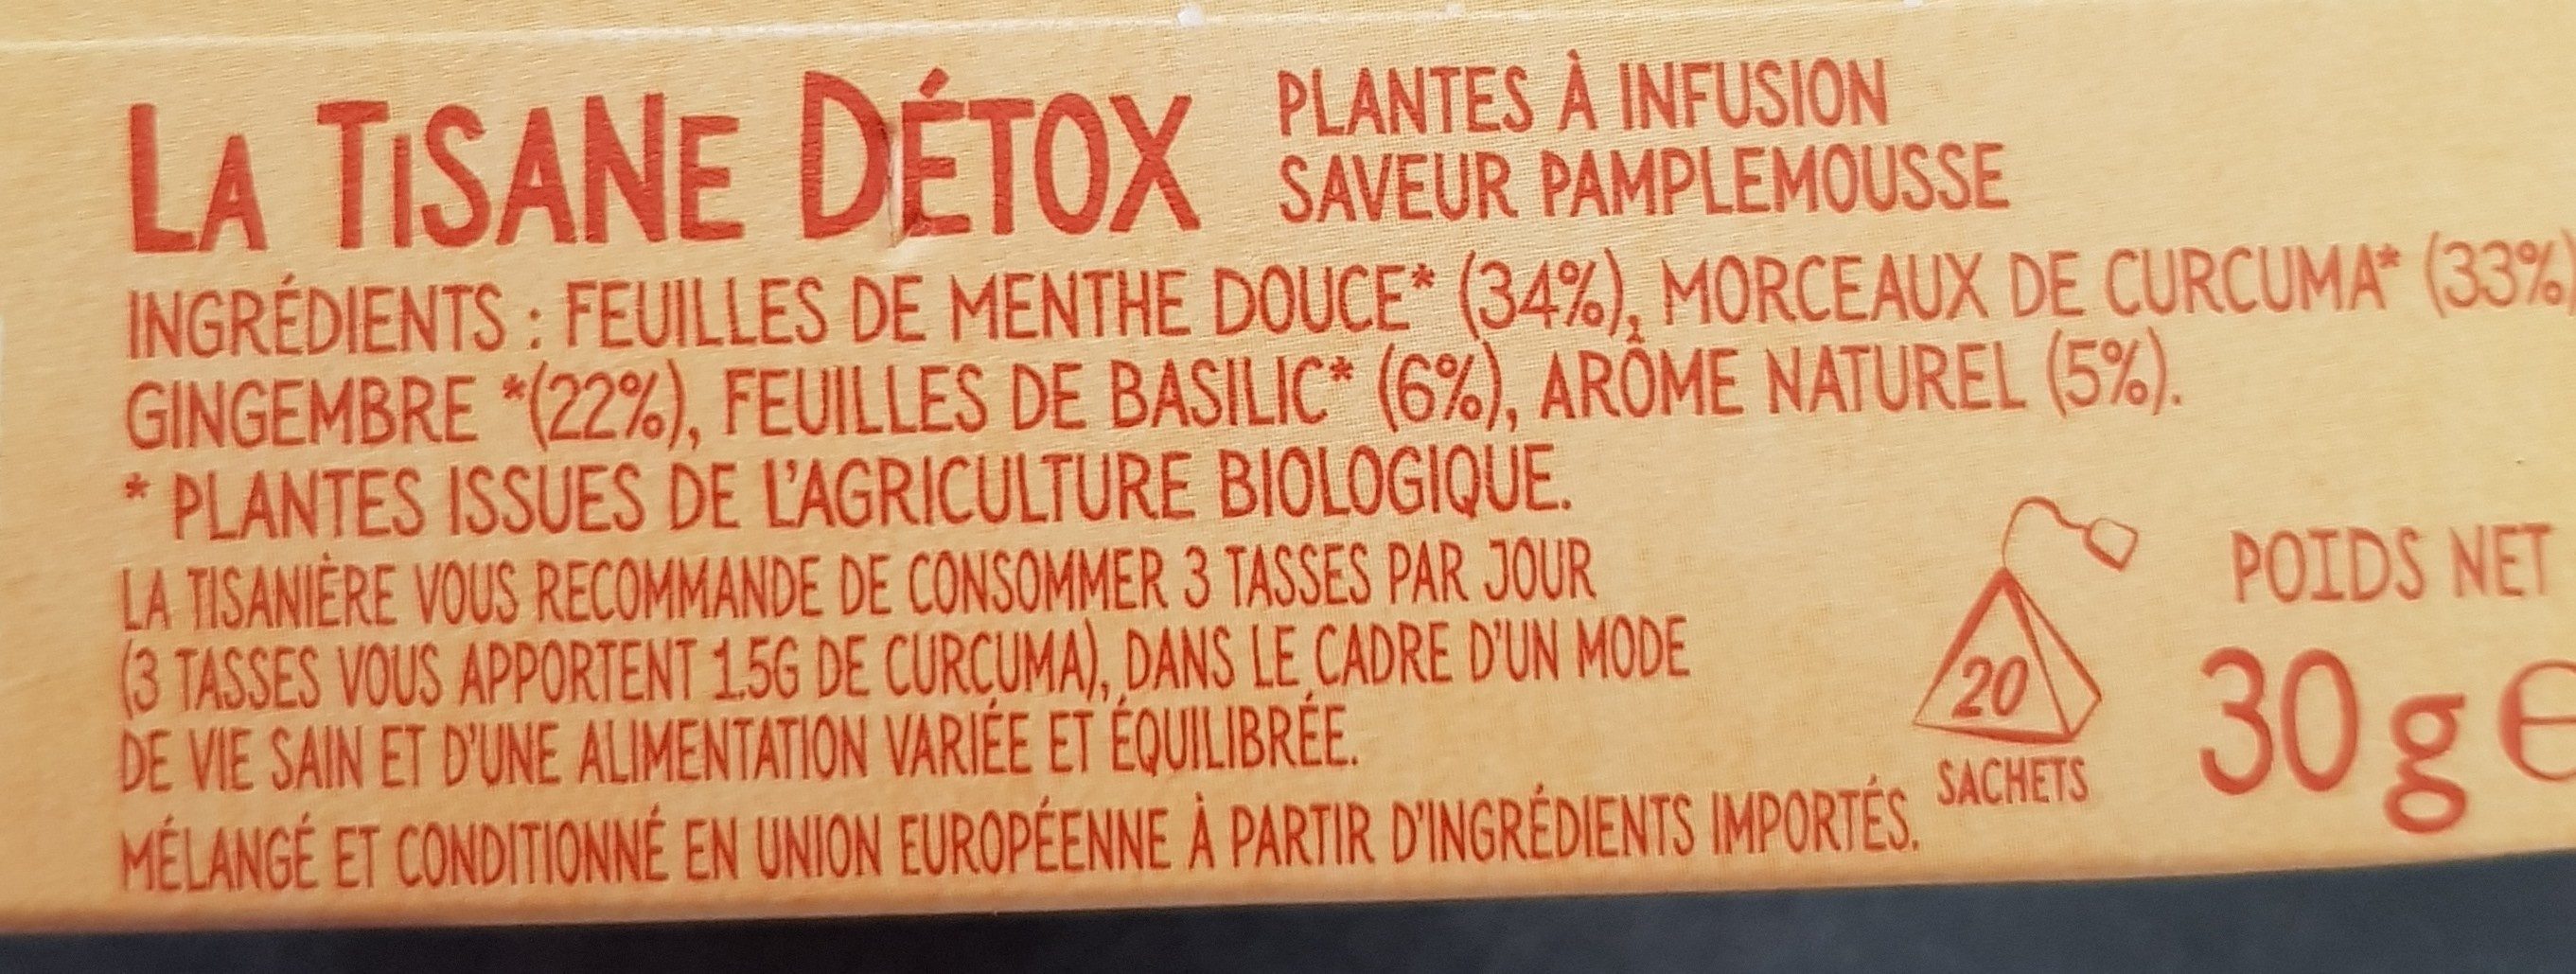 LA TISANE DÉTOX
PLANTES À INFUSION
SAVEUR PAMPLEMOUSSE
INGRÉDIENTS : FEUILLES DE MENTHE DOUCE* (34%), MORCEAUX DE CURCUMA* (33%)
GINGEMBRE *(22%), FEUILLES DE BASILIC* (6%), ARÔME NATUREL (5%).
* PLANTES ISSUES DE L'AGRICULTURE BIOLOGIQUE.
LA TISANIÈRE VOUS RECOMMANDE DE CONSOMMER 3 TASSES PAR JOUR
(3 TASSES VOUS APPORTENT 1.5G DE CURCUMA), DANS LE CADRE D'UN MODE
DE VIE SAIN ET D'UNE ALIMENTATION VARIÉE ET ÉQUILIBRÉE.
MÉLANGÉ ET CONDITIONNÉ EN UNION EUROPÉENNE À PARTIR D'INGRÉDIENTS IMPORTÉS.
20
SACHETS
POIDS NET
30g e